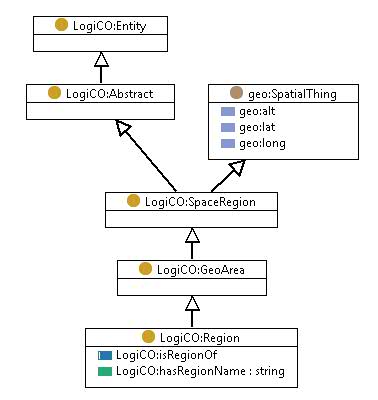 LogiCO:Entity
LogiCO:Abstract
geo:SpatialThing
geo:alt
geo:lat
geo:long
LogiCO:SpaceRegion
LogiCO:GeoArea
LogiCO:Region
LogiCO:isRegionOf
LogiCO:hasRegionName : string